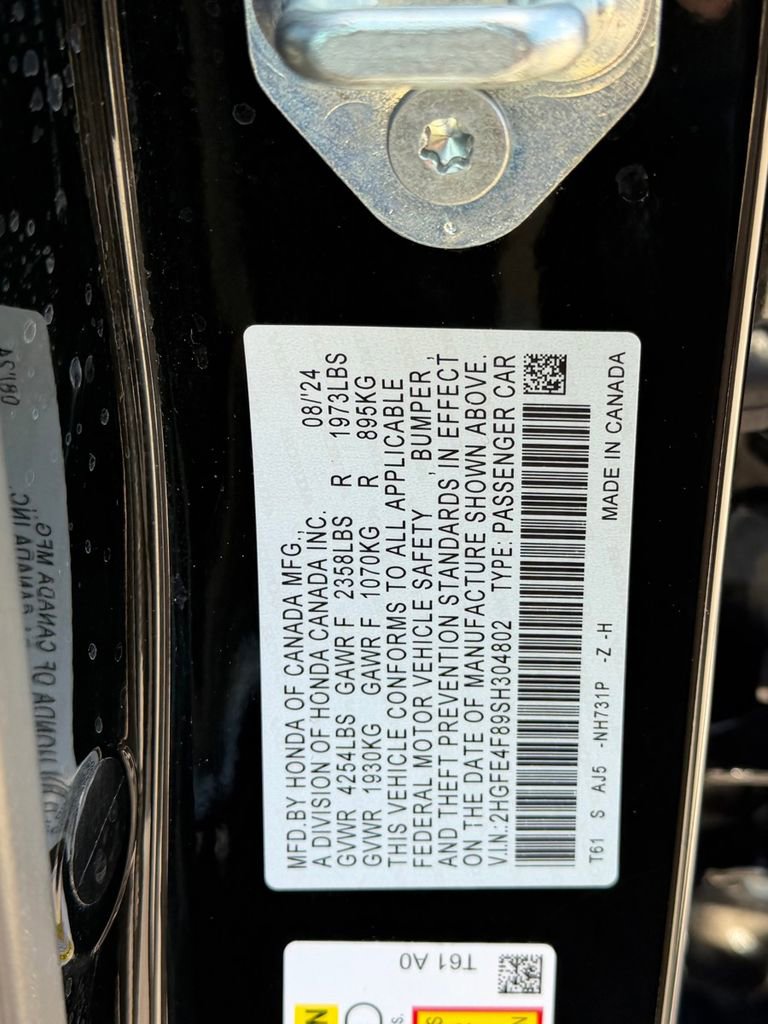 MFD.BY HONDA OF CANADA MFG., 08/'24
A DIVISION OF HONDA CANADA INC.
GVWR 4254LBS GAWR F 2358LBS R 1973LBS
GVWR 1930KG GAWR F 1070KG R 895KG
THIS VEHICLE CONFORMS TO ALL APPLICABLE
FEDERAL MOTOR VEHICLE SAFETY , BUMPER ,
AND THEFT PREVENTION STANDARDS IN EFFECT
ON THE DATE OF MANUFACTURE SHOWN ABOVE.
V.I.N.:2HGFE4F89SH304802 TYPE: PASSENGER CAR
T61 S AJ5 -NH731P -Z -H MADE IN CANADA
T61 A0